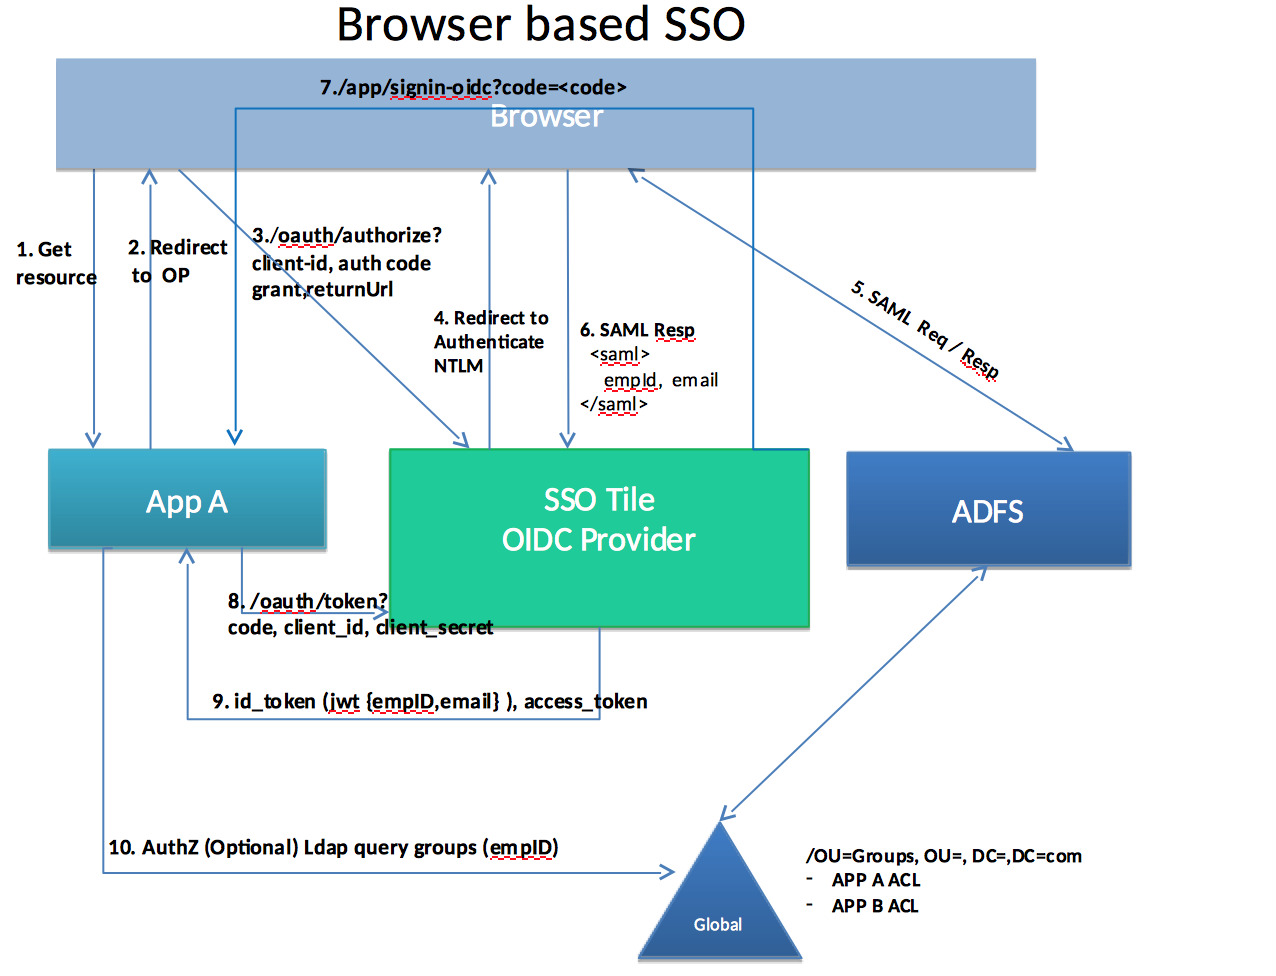 Browser based SSO
7./app/signin-oidc?code=<code>
Browser
1. Get
resource
2. Redirect
to OP
3./oauth/authorize?
client-id, auth code
grant,returnUrl
4. Redirect to
Authenticate
NTLM
6. SAML Resp
<saml>
empId, email
</saml>
5. SAML Req / Resp
App A
SSO Tile
OIDC Provider
ADFS
8. /oauth/token?
code, client_id, client_secret
9. id_token (jwt {empID,email} ), access_token
10. AuthZ (Optional) Ldap query groups (empID)
Global
/OU=Groups, OU=, DC=,DC=com
- APP A ACL
- APP B ACL